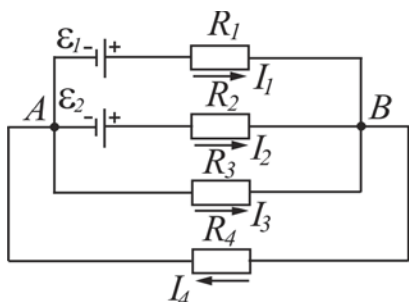 ε₁ - + R₁
I₁
A ε₂ - + R₂ B
I₂
R₃
I₃
R₄
I₄